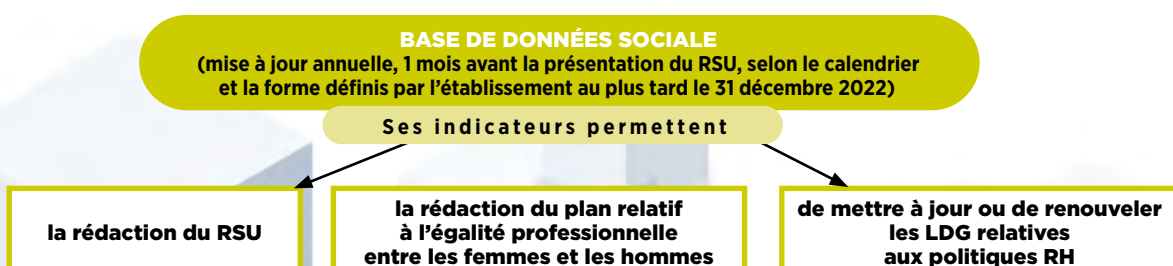 BASE DE DONNÉES SOCIALE
(mise à jour annuelle, 1 mois avant la présentation du RSU, selon le calendrier
et la forme définis par l’établissement au plus tard le 31 décembre 2022)
Ses indicateurs permettent
la rédaction du RSU
la rédaction du plan relatif
à l’égalité professionnelle
entre les femmes et les hommes
de mettre à jour ou de renouveler
les LDG relatives
aux politiques RH